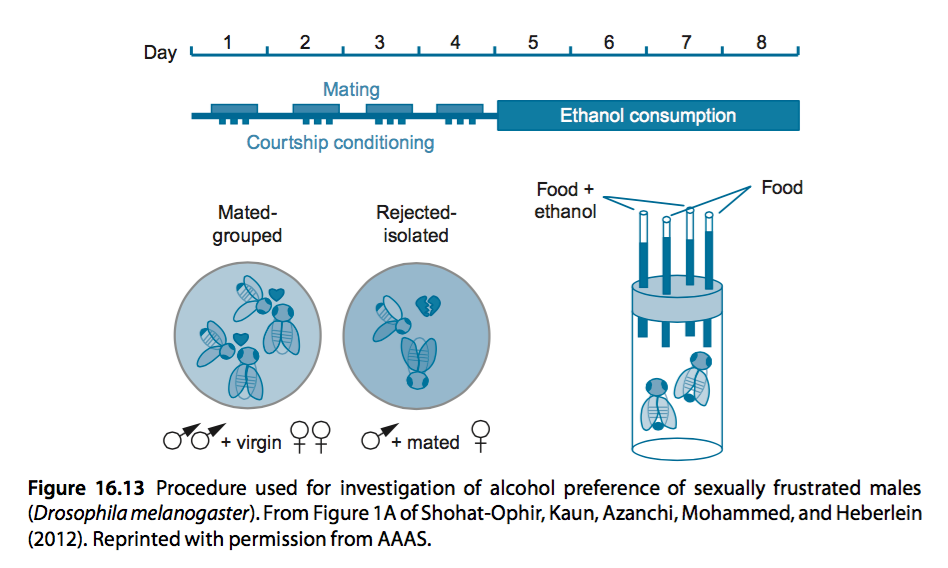 Day 1 2 3 4 5 6 7 8
Mating
Ethanol consumption
Courtship conditioning
Mated-
grouped
Rejected-
isolated
Food +
ethanol
Food
♂♂ + virgin ♀♀
♂ + mated ♀
Figure 16.13 Procedure used for investigation of alcohol preference of sexually frustrated males
(Drosophila melanogaster). From Figure 1A of Shohat-Ophir, Kaun, Azanchi, Mohammed, and Heberlein
(2012). Reprinted with permission from AAAS.